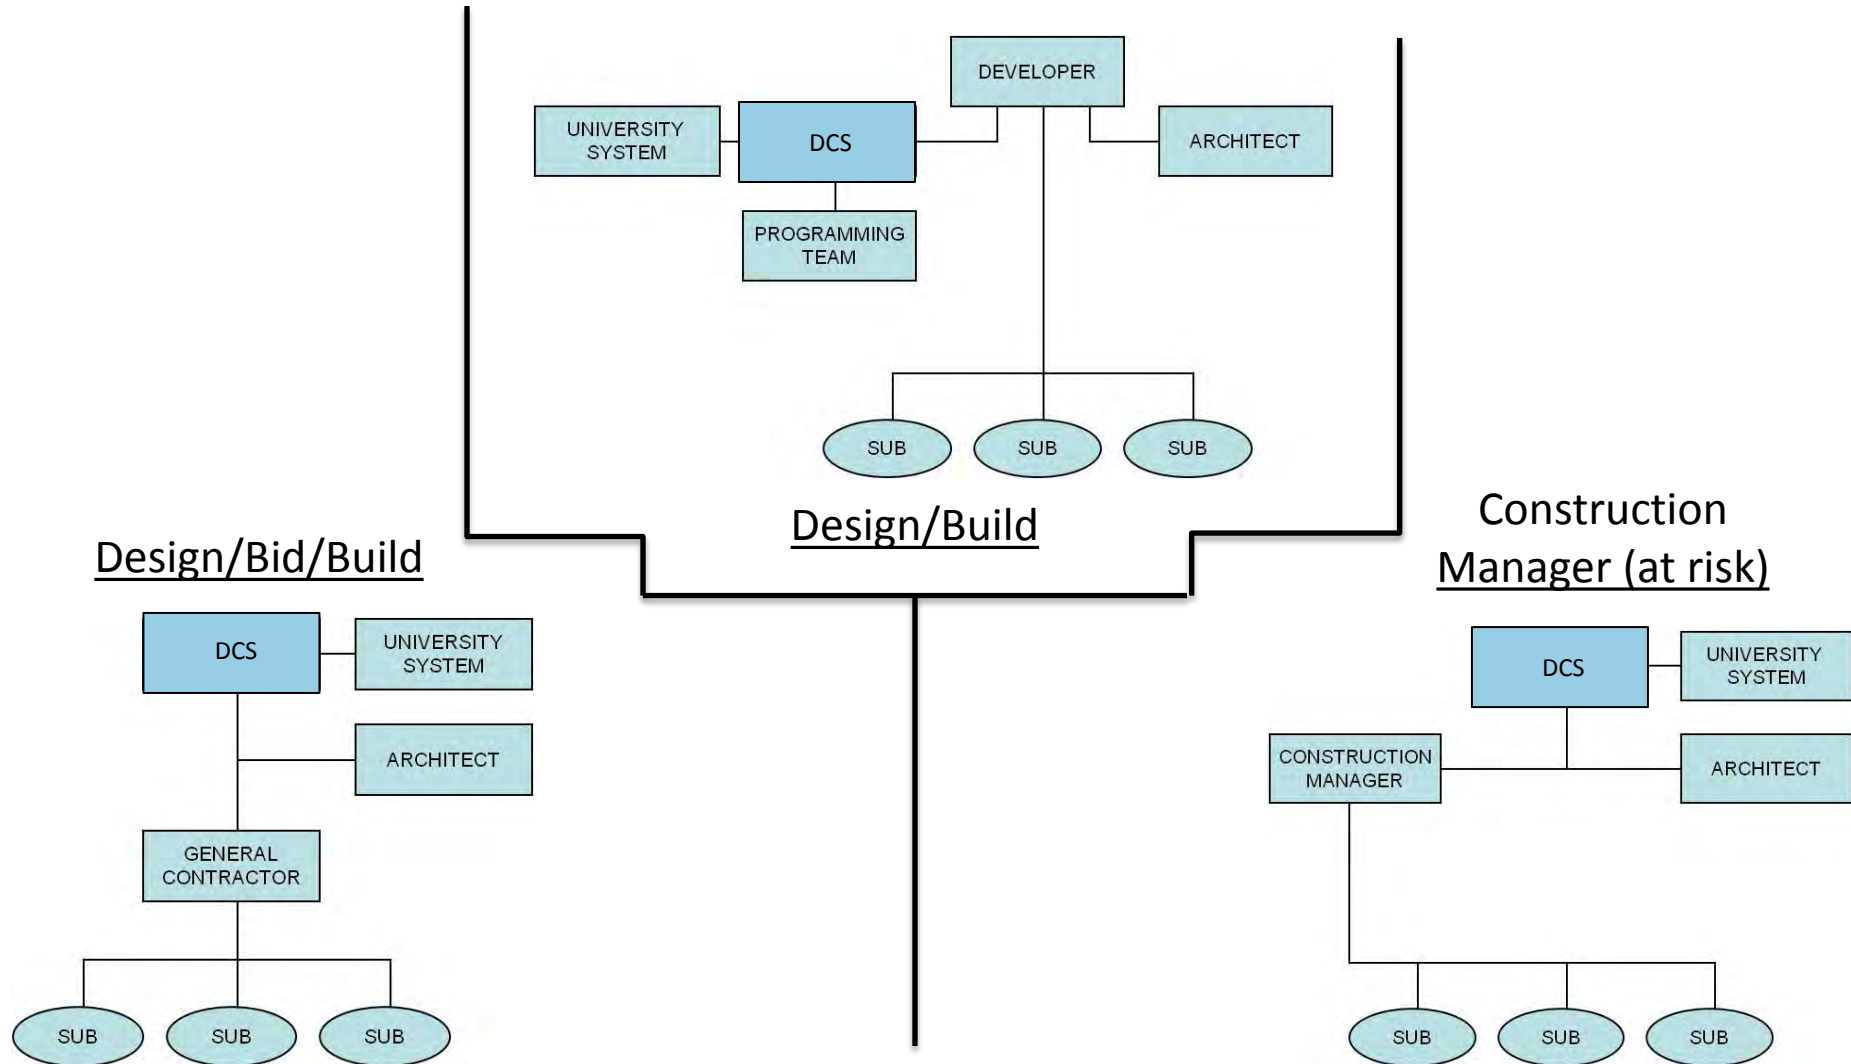 DEVELOPER
UNIVERSITY
SYSTEM
DCS
ARCHITECT
PROGRAMMING
TEAM
SUB
SUB
SUB
Design/Build
Design/Bid/Build
DCS
UNIVERSITY
SYSTEM
ARCHITECT
GENERAL
CONTRACTOR
SUB
SUB
SUB
Construction
Manager (at risk)
DCS
UNIVERSITY
SYSTEM
CONSTRUCTION
MANAGER
ARCHITECT
SUB
SUB
SUB